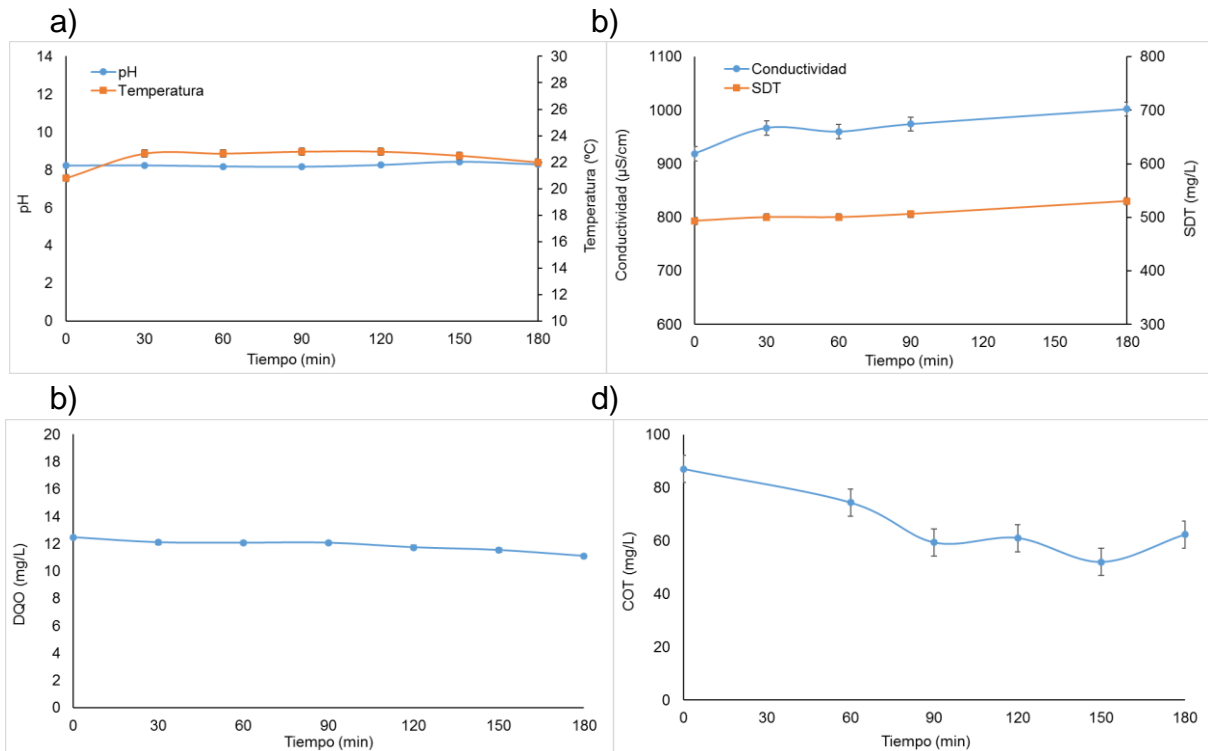 a)
14
12
10
8
6
4
2
0
pH
pH
Temperatura
30
28
26
24
22
20
18
16
14
12
10
Temperatura (ºC)
0 30 60 90 120 150 180
Tiempo (min)
b)
1100
1000
900
800
700
600
Conductividad (µS/cm)
Conductividad
SDT
800
700
600
500
400
300
SDT (mg/L)
0 30 60 90 120 150 180
Tiempo (min)
b)
20
18
16
14
12
10
8
6
4
2
0
DQO (mg/L)
0 30 60 90 120 150 180
Tiempo (min)
d)
100
80
60
40
20
0
COT (mg/L)
0 30 60 90 120 150 180
Tiempo (min)